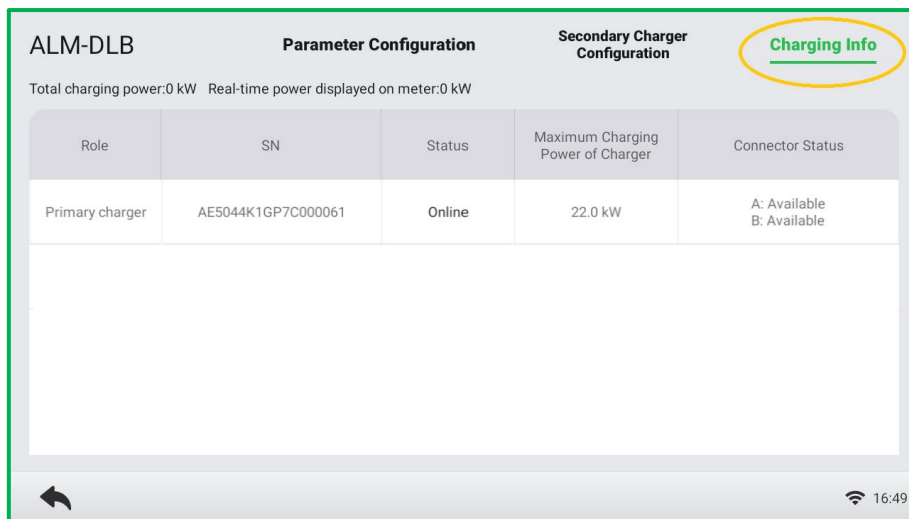 ALM-DLB
Parameter Configuration
Secondary Charger
Configuration
Charging Info
Total charging power:0 kW Real-time power displayed on meter:0 kW
Role
SN
Status
Maximum Charging
Power of Charger
Connector Status
Primary charger
AE5044K1GP7C000061
Online
22.0 kW
A: Available
B: Available
16:49